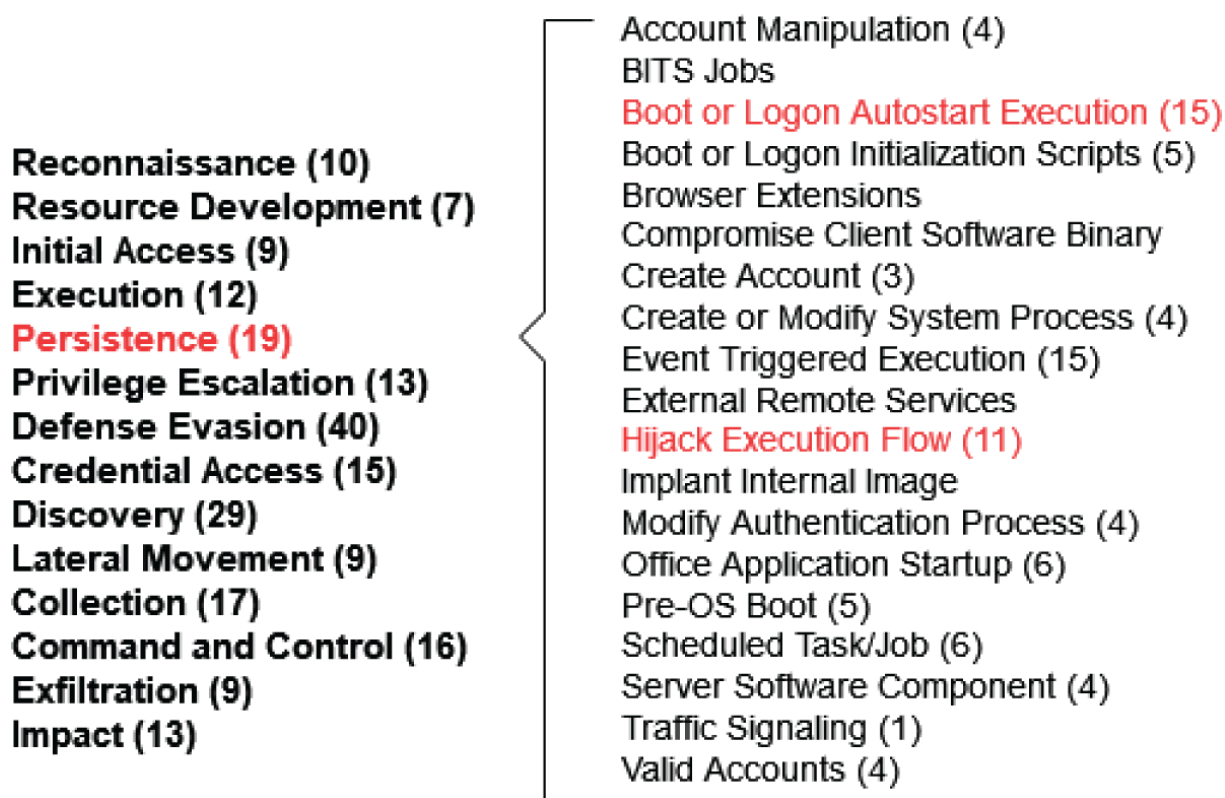 Reconnaissance (10)
Resource Development (7)
Initial Access (9)
Execution (12)
Persistence (19)
Privilege Escalation (13)
Defense Evasion (40)
Credential Access (15)
Discovery (29)
Lateral Movement (9)
Collection (17)
Command and Control (16)
Exfiltration (9)
Impact (13)
Account Manipulation (4)
BITS Jobs
Boot or Logon Autostart Execution (15)
Boot or Logon Initialization Scripts (5)
Browser Extensions
Compromise Client Software Binary
Create Account (3)
Create or Modify System Process (4)
Event Triggered Execution (15)
External Remote Services
Hijack Execution Flow (11)
Implant Internal Image
Modify Authentication Process (4)
Office Application Startup (6)
Pre-OS Boot (5)
Scheduled Task/Job (6)
Server Software Component (4)
Traffic Signaling (1)
Valid Accounts (4)